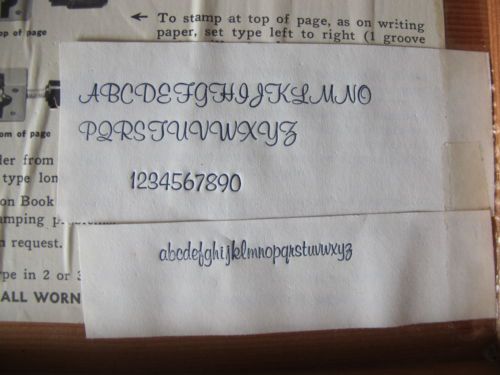 ← To stamp at top of page, as on writing
paper, set type left to right (1 groove
op of page
ABCDEFGHIJKLMNO
PQRSTUVWXYZ
1234567890
om of page
der from
type lon
on Book
amping
n request.
abcdefghijklmnopqrstuvwxyz
pe in 2 or 3
ALL WORN